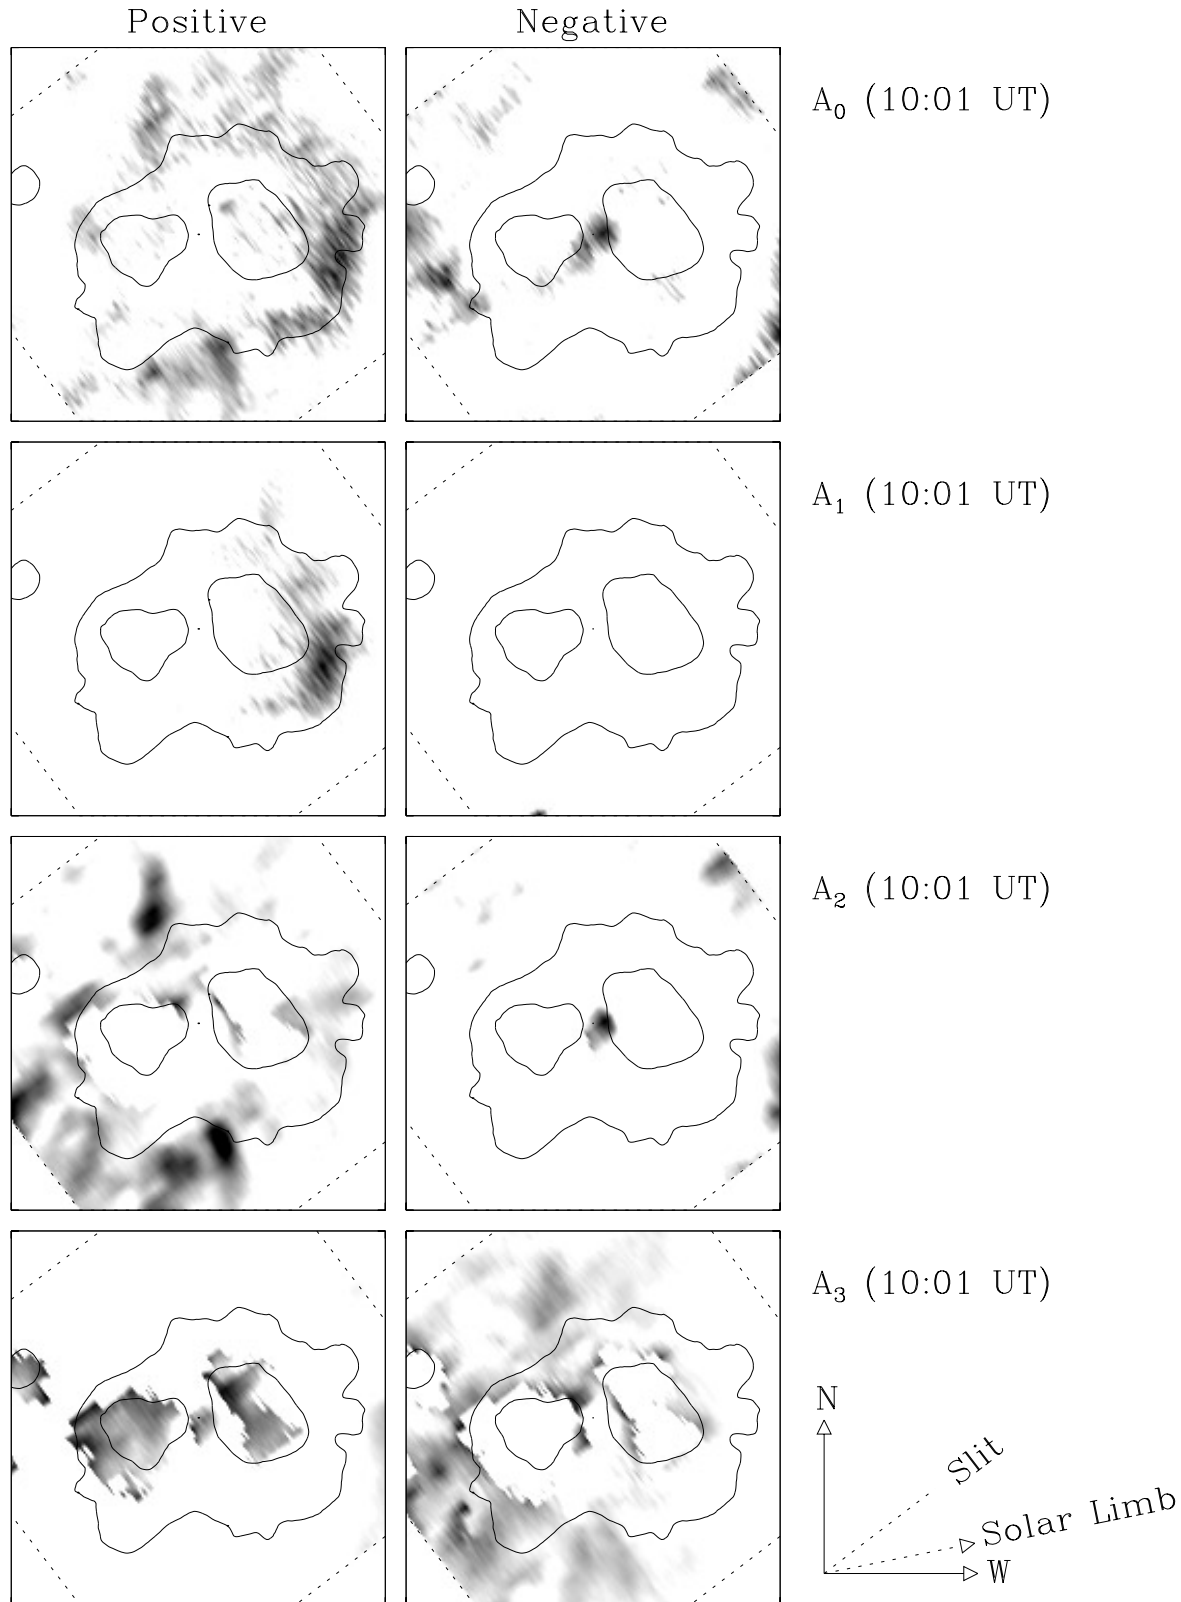 Positive Negative
A₀ (10:01 UT)
A₁ (10:01 UT)
A₂ (10:01 UT)
A₃ (10:01 UT)
N
Slit
Solar Limb
W